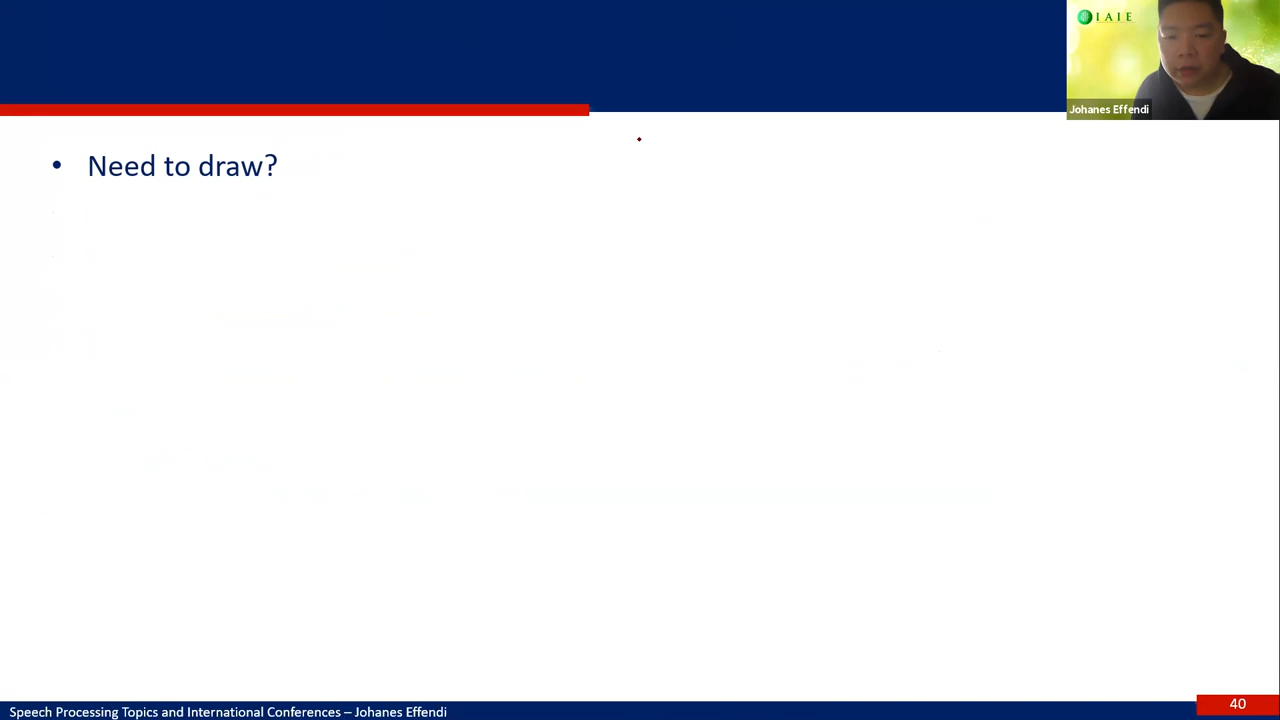 IAIE
Johanes Effendi
• Need to draw?
Speech Processing Topics and International Conferences – Johanes Effendi
40